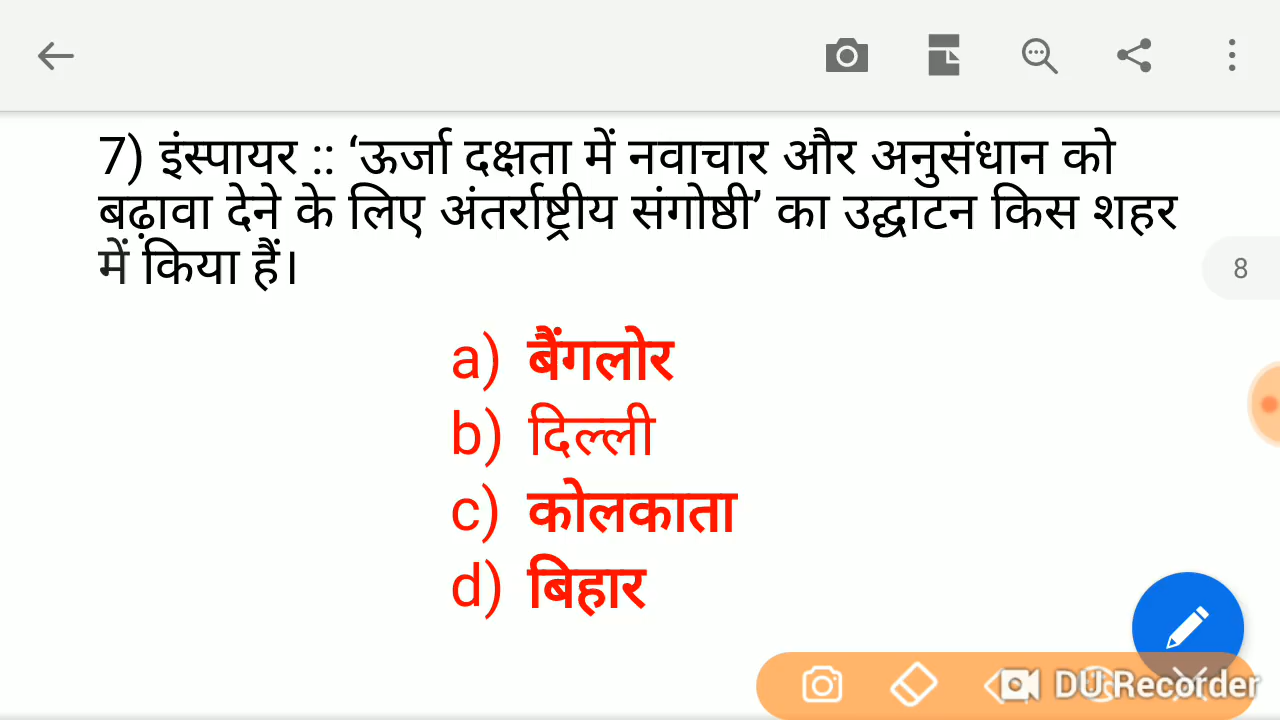 7) इंस्पायर :: ‘ऊर्जा दक्षता में नवाचार और अनुसंधान को
बढ़ावा देने के लिए अंतर्राष्ट्रीय संगोष्ठी’ का उद्घाटन किस शहर
में किया हैं।
8
a) बैंगलोर
b) दिल्ली
c) कोलकाता
d) बिहार
DU Recorder